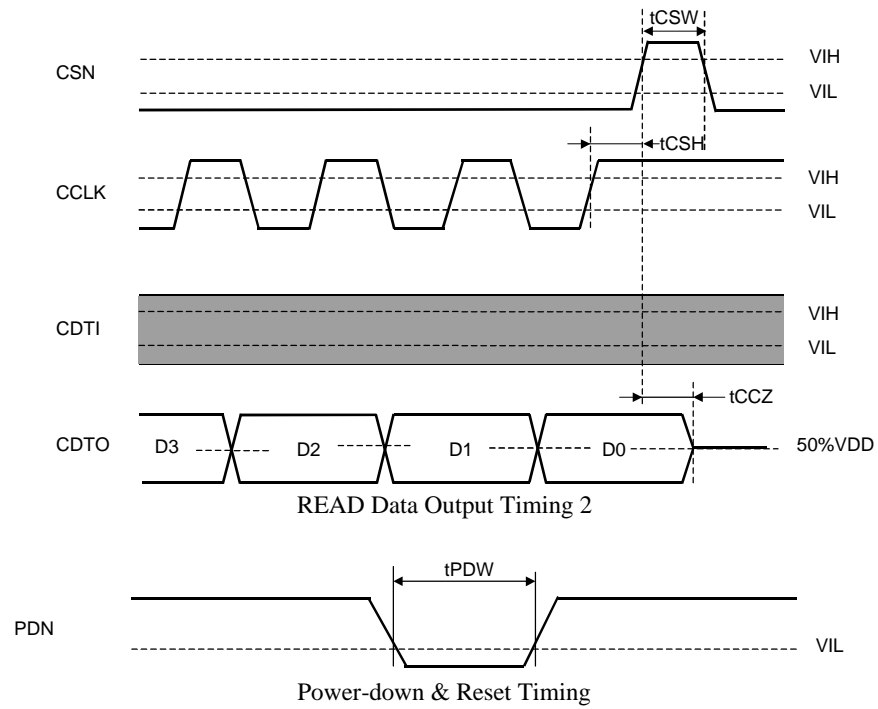 tCSW
CSN
VIH
VIL
tCSH
CCLK
VIH
VIL
CDTI
VIH
VIL
tCCZ
CDTO
D3
D2
D1
D0
50%VDD
READ Data Output Timing 2
tPDW
PDN
VIL
Power-down & Reset Timing